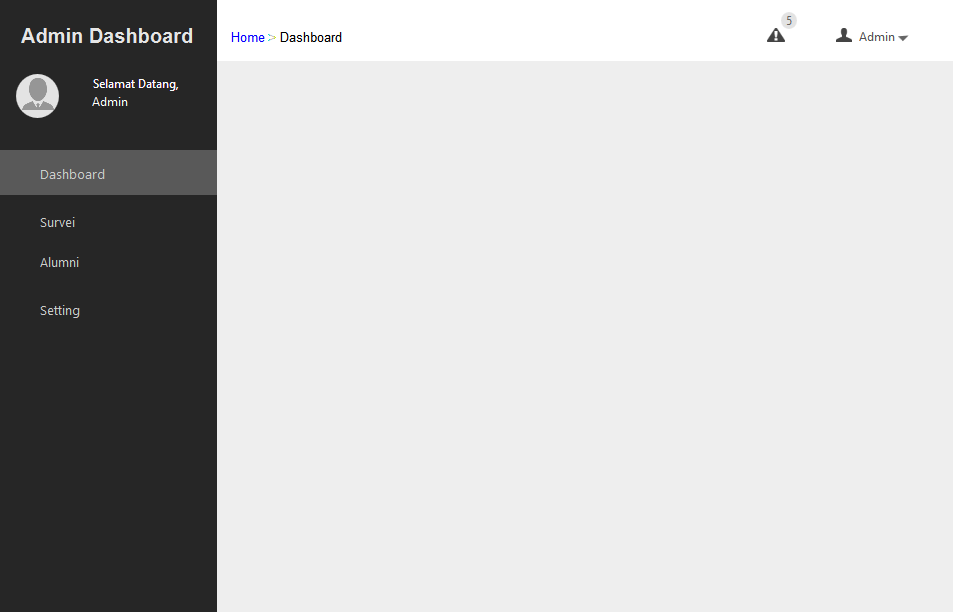 Admin Dashboard
Selamat Datang,
Admin
Dashboard
Survei
Alumni
Setting
Home > Dashboard
5
Admin